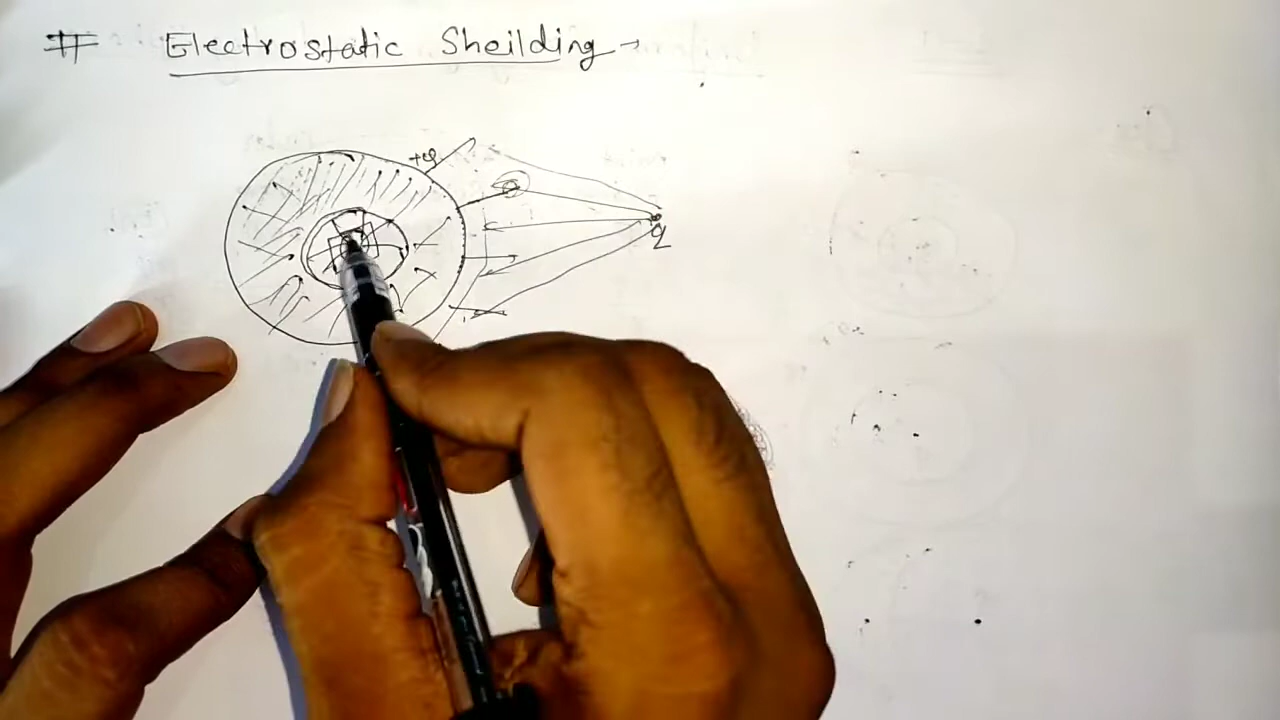 # Electrostatic Sheilding →
+φ
q